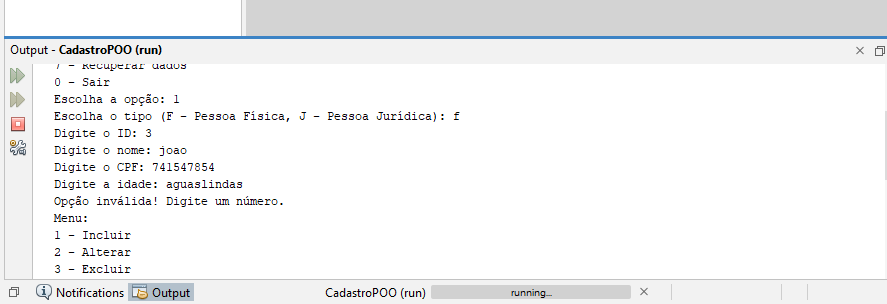 Output - CadastroPOO (run)
7 - Recuperar dados
0 - Sair
Escolha a opção: 1
Escolha o tipo (F - Pessoa Física, J - Pessoa Jurídica): f
Digite o ID: 3
Digite o nome: joao
Digite o CPF: 741547854
Digite a idade: aguaslindas
Opção inválida! Digite um número.
Menu:
1 - Incluir
2 - Alterar
3 - Excluir
Notifications Output CadastroPOO (run) running...